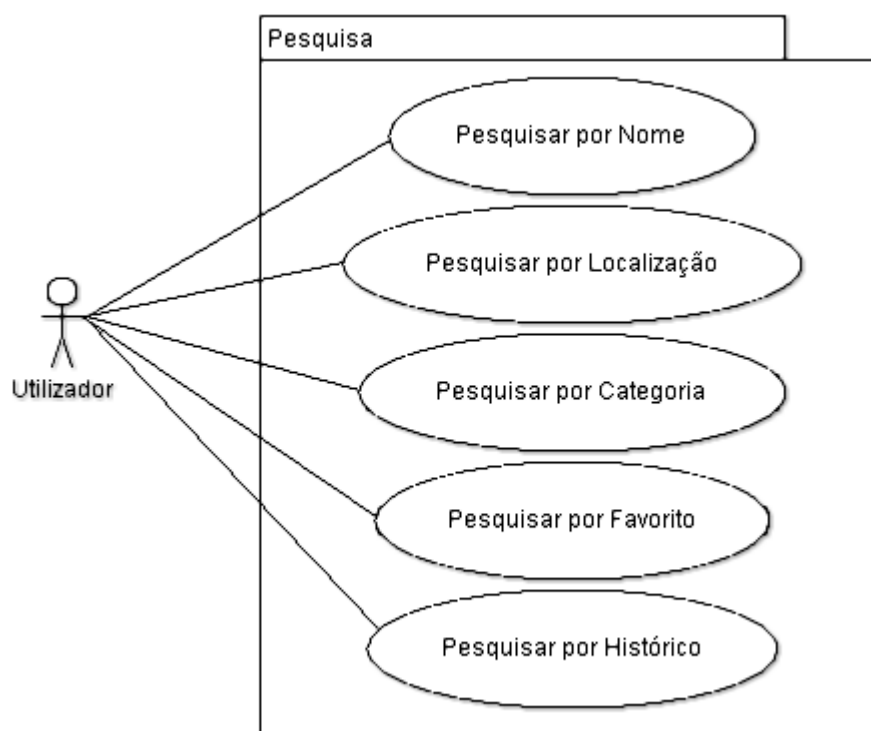 Pesquisa
Pesquisar por Nome
Pesquisar por Localização
Pesquisar por Categoria
Utilizador
Pesquisar por Favorito
Pesquisar por Histórico